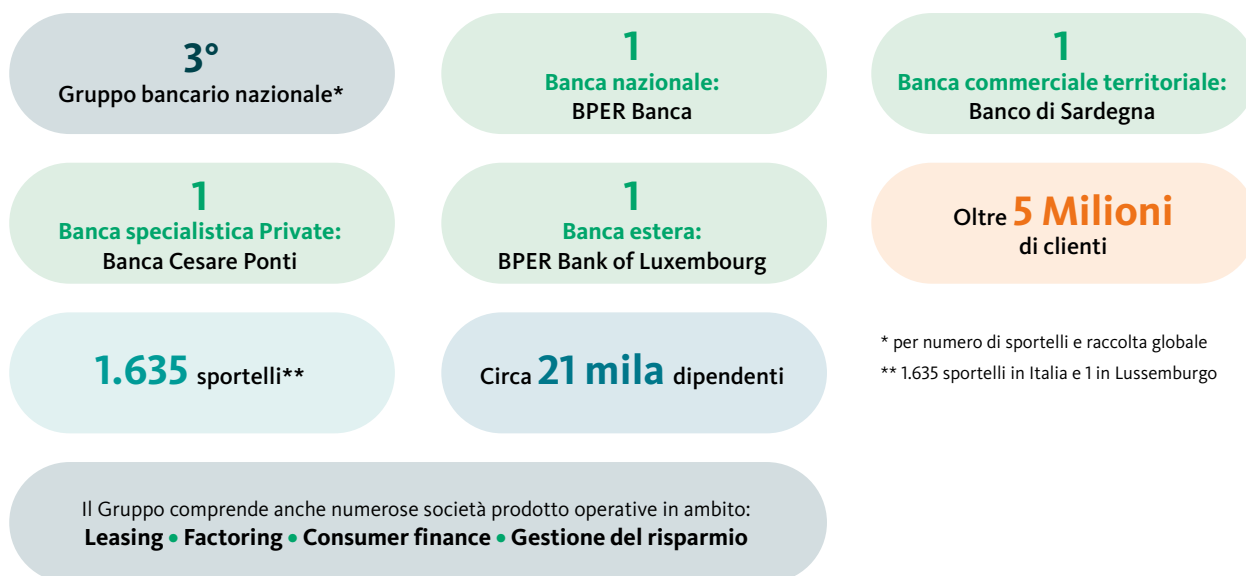 3°
Gruppo bancario nazionale*
1
Banca nazionale:
BPER Banca
1
Banca commerciale territoriale:
Banco di Sardegna
1
Banca specialistica Private:
Banca Cesare Ponti
1
Banca estera:
BPER Bank of Luxembourg
Oltre 5 Milioni
di clienti
1.635 sportelli**
Circa 21 mila dipendenti
* per numero di sportelli e raccolta globale
** 1.635 sportelli in Italia e 1 in Lussemburgo
Il Gruppo comprende anche numerose società prodotto operative in ambito:
Leasing • Factoring • Consumer finance • Gestione del risparmio